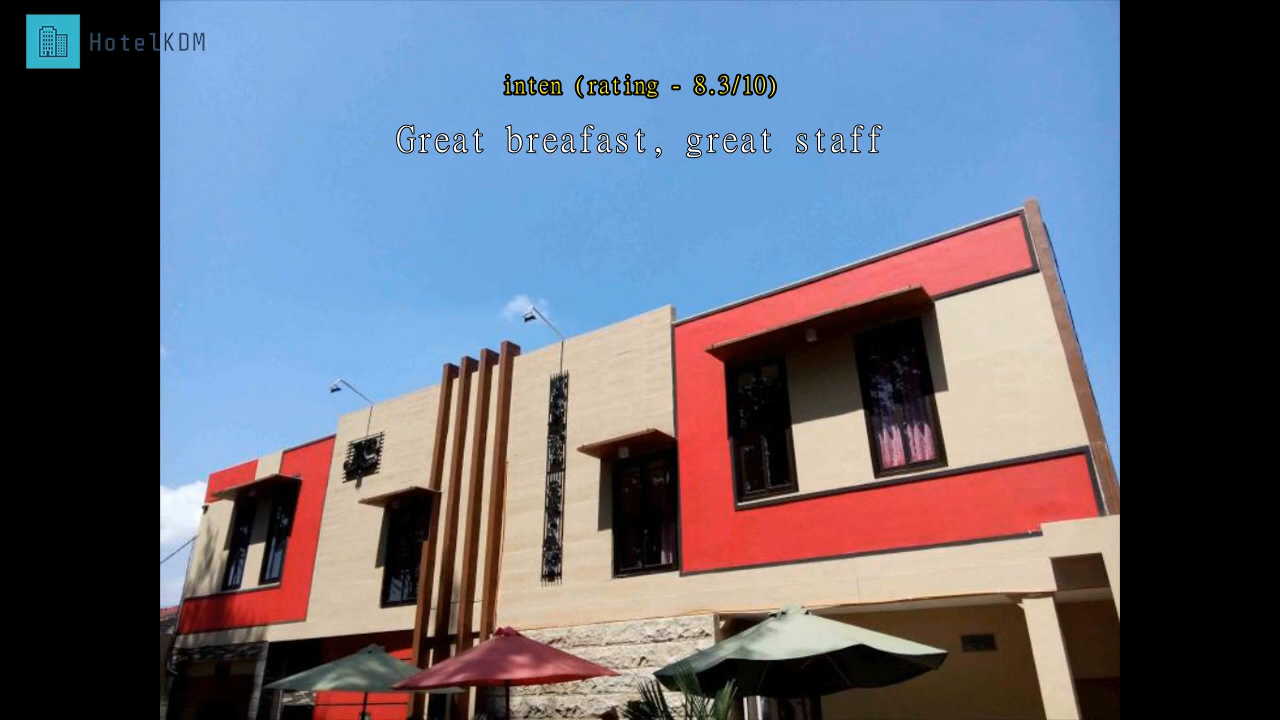 HotelKDM
inten (rating - 8.3/10)
Great breafast, great staff